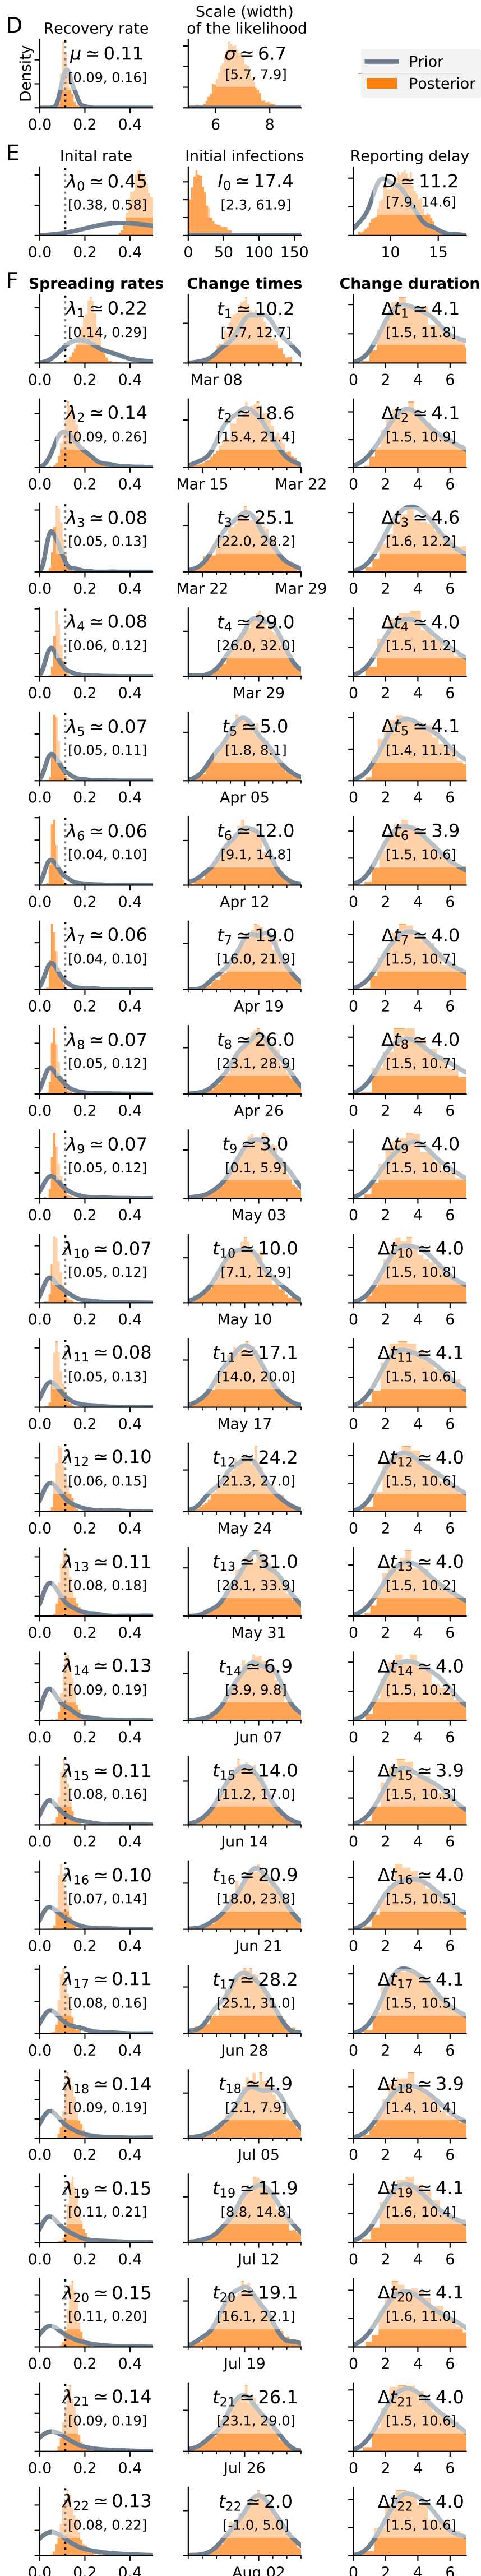 D
Recovery rate
Scale (width)
of the likelihood
Density
μ ≃ 0.11
[0.09, 0.16]
σ ≃ 6.7
[5.7, 7.9]
Prior
Posterior
0.0 0.2 0.4
6 8
E
Inital rate
Initial infections
Reporting delay
λ0 ≃ 0.45
[0.38, 0.58]
I0 ≃ 17.4
[2.3, 61.9]
D ≃ 11.2
[7.9, 14.6]
0.0 0.2 0.4
0 50 100 150
10 15
F
Spreading rates
Change times
Change duration
λ1 ≃ 0.22
[0.14, 0.29]
t1 ≃ 10.2
[7.7, 12.7]
Δt1 ≃ 4.1
[1.5, 11.8]
0.0 0.2 0.4
Mar 08
0 2 4 6
λ2 ≃ 0.14
[0.09, 0.26]
t2 ≃ 18.6
[15.4, 21.4]
Δt2 ≃ 4.1
[1.5, 10.9]
0.0 0.2 0.4
Mar 15 Mar 22
0 2 4 6
λ3 ≃ 0.08
[0.05, 0.13]
t3 ≃ 25.1
[22.0, 28.2]
Δt3 ≃ 4.6
[1.6, 12.2]
0.0 0.2 0.4
Mar 22 Mar 29
0 2 4 6
λ4 ≃ 0.08
[0.06, 0.12]
t4 ≃ 29.0
[26.0, 32.0]
Δt4 ≃ 4.0
[1.5, 11.2]
0.0 0.2 0.4
Mar 29
0 2 4 6
λ5 ≃ 0.07
[0.05, 0.11]
t5 ≃ 5.0
[1.8, 8.1]
Δt5 ≃ 4.1
[1.4, 11.1]
0.0 0.2 0.4
Apr 05
0 2 4 6
λ6 ≃ 0.06
[0.04, 0.10]
t6 ≃ 12.0
[9.1, 14.8]
Δt6 ≃ 3.9
[1.5, 10.6]
0.0 0.2 0.4
Apr 12
0 2 4 6
λ7 ≃ 0.06
[0.04, 0.10]
t7 ≃ 19.0
[16.0, 21.9]
Δt7 ≃ 4.0
[1.5, 10.7]
0.0 0.2 0.4
Apr 19
0 2 4 6
λ8 ≃ 0.07
[0.05, 0.12]
t8 ≃ 26.0
[23.1, 28.9]
Δt8 ≃ 4.0
[1.5, 10.7]
0.0 0.2 0.4
Apr 26
0 2 4 6
λ9 ≃ 0.07
[0.05, 0.12]
t9 ≃ 3.0
[0.1, 5.9]
Δt9 ≃ 4.0
[1.5, 10.6]
0.0 0.2 0.4
May 03
0 2 4 6
λ10 ≃ 0.07
[0.05, 0.12]
t10 ≃ 10.0
[7.1, 12.9]
Δt10 ≃ 4.0
[1.5, 10.8]
0.0 0.2 0.4
May 10
0 2 4 6
λ11 ≃ 0.08
[0.05, 0.13]
t11 ≃ 17.1
[14.0, 20.0]
Δt11 ≃ 4.1
[1.5, 10.6]
0.0 0.2 0.4
May 17
0 2 4 6
λ12 ≃ 0.10
[0.06, 0.15]
t12 ≃ 24.2
[21.3, 27.0]
Δt12 ≃ 4.0
[1.5, 10.6]
0.0 0.2 0.4
May 24
0 2 4 6
λ13 ≃ 0.11
[0.08, 0.18]
t13 ≃ 31.0
[28.1, 33.9]
Δt13 ≃ 4.0
[1.5, 10.2]
0.0 0.2 0.4
May 31
0 2 4 6
λ14 ≃ 0.13
[0.09, 0.19]
t14 ≃ 6.9
[3.9, 9.8]
Δt14 ≃ 4.0
[1.5, 10.2]
0.0 0.2 0.4
Jun 07
0 2 4 6
λ15 ≃ 0.11
[0.08, 0.16]
t15 ≃ 14.0
[11.2, 17.0]
Δt15 ≃ 3.9
[1.5, 10.3]
0.0 0.2 0.4
Jun 14
0 2 4 6
λ16 ≃ 0.10
[0.07, 0.14]
t16 ≃ 20.9
[18.0, 23.8]
Δt16 ≃ 4.0
[1.5, 10.5]
0.0 0.2 0.4
Jun 21
0 2 4 6
λ17 ≃ 0.11
[0.08, 0.16]
t17 ≃ 28.2
[25.1, 31.0]
Δt17 ≃ 4.1
[1.5, 10.5]
0.0 0.2 0.4
Jun 28
0 2 4 6
λ18 ≃ 0.14
[0.09, 0.19]
t18 ≃ 4.9
[2.1, 7.9]
Δt18 ≃ 3.9
[1.4, 10.4]
0.0 0.2 0.4
Jul 05
0 2 4 6
λ19 ≃ 0.15
[0.11, 0.21]
t19 ≃ 11.9
[8.8, 14.8]
Δt19 ≃ 4.1
[1.6, 10.4]
0.0 0.2 0.4
Jul 12
0 2 4 6
λ20 ≃ 0.15
[0.11, 0.20]
t20 ≃ 19.1
[16.1, 22.1]
Δt20 ≃ 4.1
[1.6, 11.0]
0.0 0.2 0.4
Jul 19
0 2 4 6
λ21 ≃ 0.14
[0.09, 0.19]
t21 ≃ 26.1
[23.1, 29.0]
Δt21 ≃ 4.0
[1.5, 10.6]
0.0 0.2 0.4
Jul 26
0 2 4 6
λ22 ≃ 0.13
[0.08, 0.22]
t22 ≃ 2.0
[-1.0, 5.0]
Δt22 ≃ 4.0
[1.5, 10.6]
0.0 0.2 0.4
Aug 02
0 2 4 6